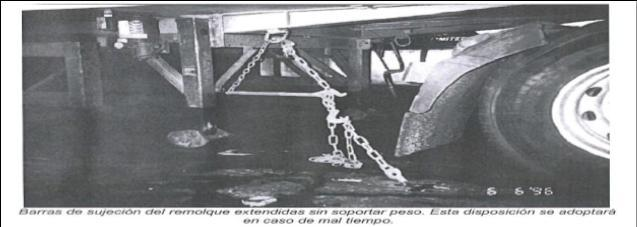 MITED
6 6'96
Barras de sujeción del remolque extendidas sin soportar peso. Esta disposición se adoptará
en caso de mal tiempo.